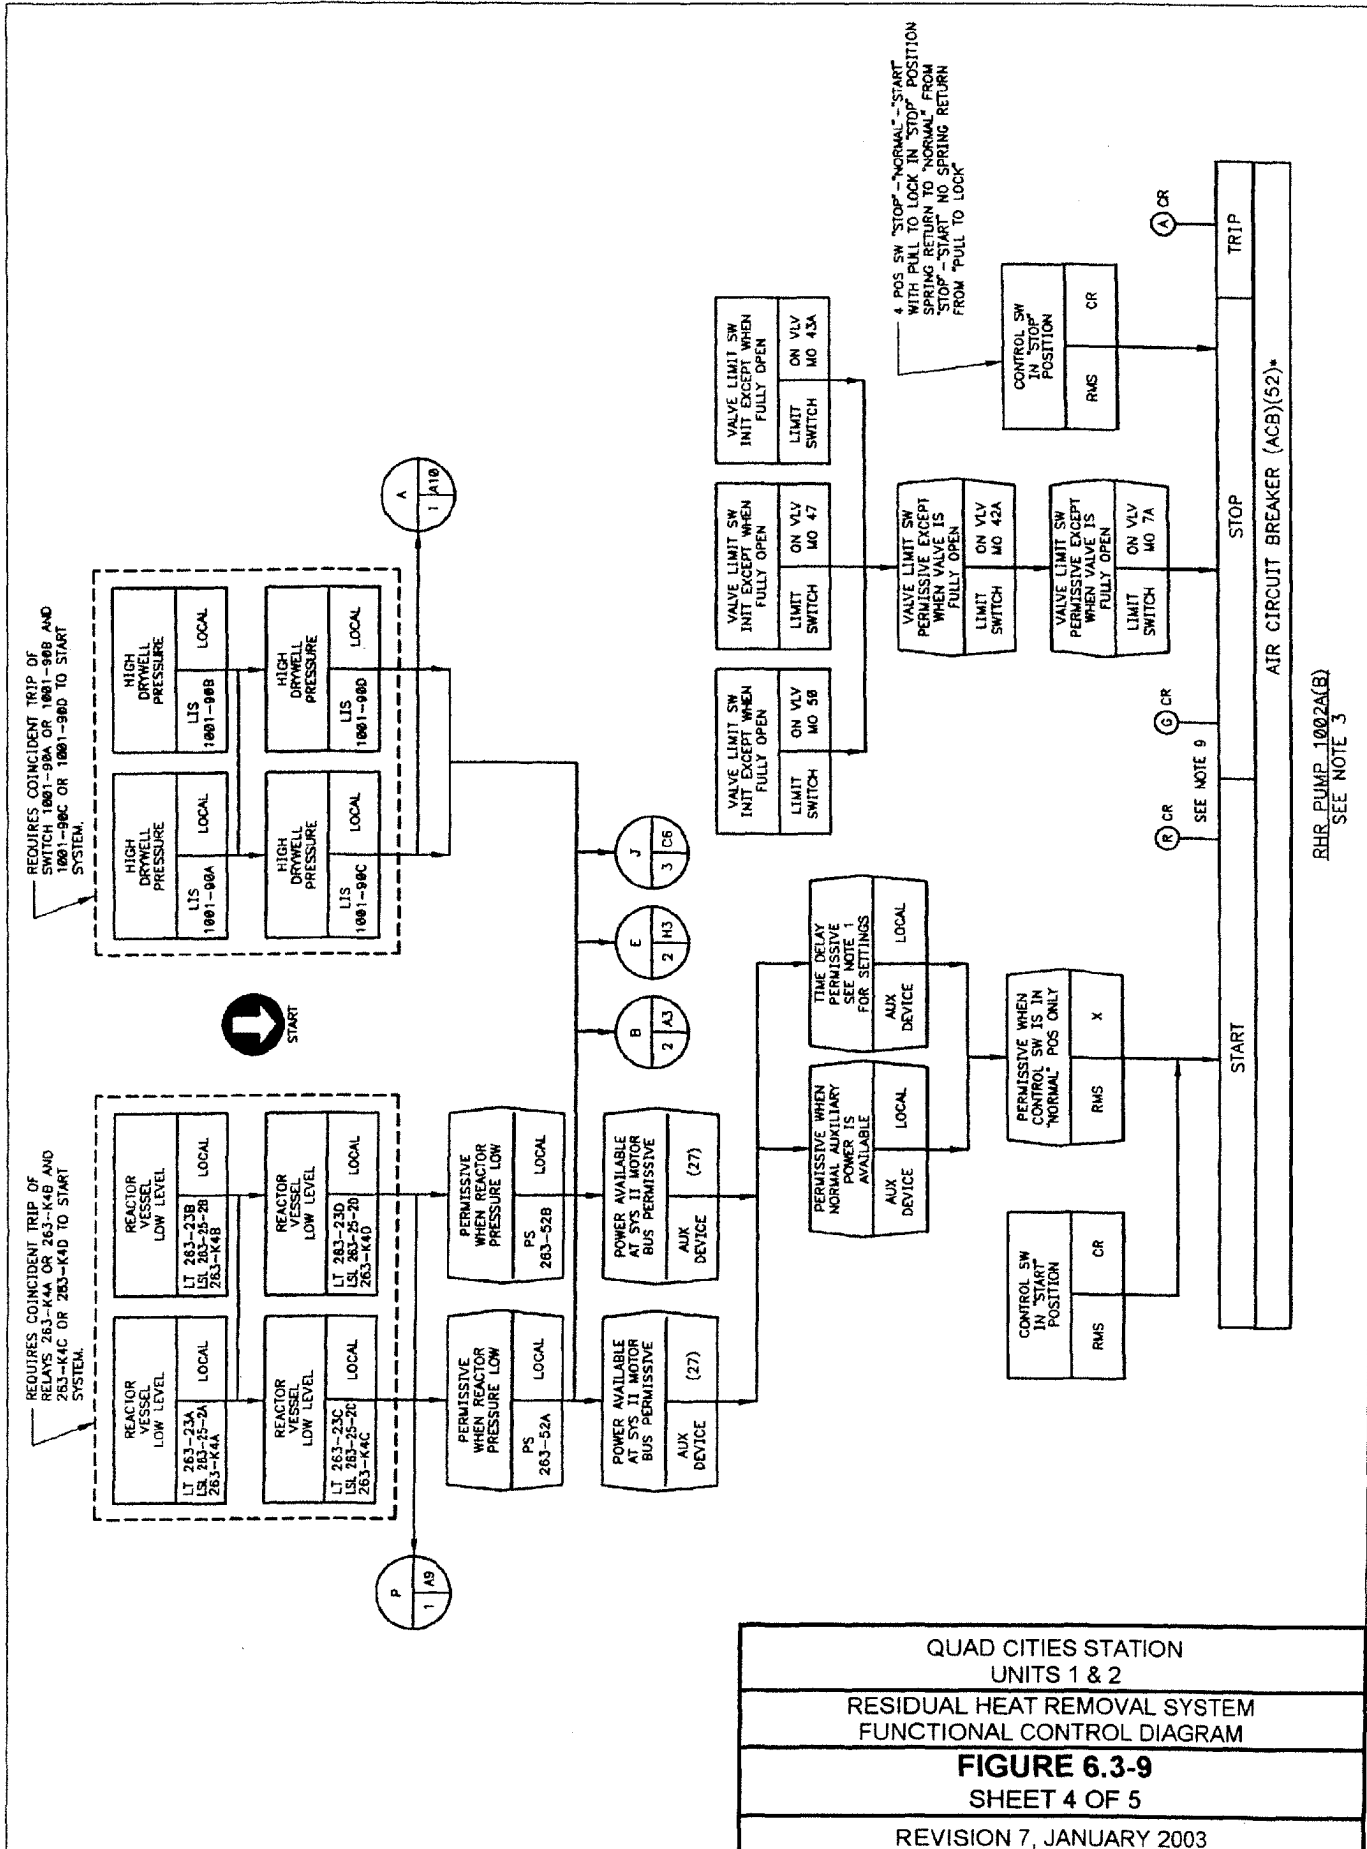 REQUIRES COINCIDENT TRIP OF
RELAYS 263-K4A OR 263-K4B AND
263-K4C OR 263-K4D TO START
SYSTEM.
REACTOR
VESSEL
LOW LEVEL
LT 263-23A
LSL 263-25-2A
263-K4A
LOCAL
REACTOR
VESSEL
LOW LEVEL
LT 263-23B
LSL 263-25-2B
263-K4B
LOCAL
REACTOR
VESSEL
LOW LEVEL
LT 263-23C
LSL 263-25-2C
263-K4C
LOCAL
REACTOR
VESSEL
LOW LEVEL
LT 263-23D
LSL 263-25-2D
263-K4D
LOCAL
START
REQUIRES COINCIDENT TRIP OF
SWITCH 1001-90A OR 1001-90B AND
1001-90C OR 1001-90D TO START
SYSTEM.
HIGH
DRYWELL
PRESSURE
LIS
1001-90A
LOCAL
HIGH
DRYWELL
PRESSURE
LIS
1001-90B
LOCAL
HIGH
DRYWELL
PRESSURE
LIS
1001-90C
LOCAL
HIGH
DRYWELL
PRESSURE
LIS
1001-90D
LOCAL
P
1 A9
A
1 A10
PERMISSIVE
WHEN REACTOR
PRESSURE LOW
PS
263-52A
LOCAL
PERMISSIVE
WHEN REACTOR
PRESSURE LOW
PS
263-52B
LOCAL
B
2 A3
E
2 H3
J
3 C6
POWER AVAILABLE
AT SYS II MOTOR
BUS PERMISSIVE
AUX
DEVICE
(27)
POWER AVAILABLE
AT SYS II MOTOR
BUS PERMISSIVE
AUX
DEVICE
(27)
PERMISSIVE WHEN
NORMAL AUXILIARY
POWER IS
AVAILABLE
AUX
DEVICE
LOCAL
TIME DELAY
PERMISSIVE
SEE NOTE 1
FOR SETTINGS
AUX
DEVICE
LOCAL
VALVE LIMIT SW
INIT EXCEPT WHEN
FULLY OPEN
LIMIT
SWITCH
ON VLV
MO 50
VALVE LIMIT SW
INIT EXCEPT WHEN
FULLY OPEN
LIMIT
SWITCH
ON VLV
MO 47
VALVE LIMIT SW
INIT EXCEPT WHEN
FULLY OPEN
LIMIT
SWITCH
ON VLV
MO 43A
4 POS SW "STOP"-"NORMAL"-"START"
WITH PULL TO LOCK IN "STOP" POSITION
SPRING RETURN TO "NORMAL" FROM
"STOP"-"START" NO SPRING RETURN
FROM "PULL TO LOCK"
VALVE LIMIT SW
PERMISSIVE EXCEPT
WHEN VALVE IS
FULLY OPEN
LIMIT
SWITCH
ON VLV
MO 42A
CONTROL SW
IN "START"
POSITION
RMS
CR
PERMISSIVE WHEN
CONTROL SW IS IN
"NORMAL" POS ONLY
RMS
X
VALVE LIMIT SW
PERMISSIVE EXCEPT
WHEN VALVE IS
FULLY OPEN
LIMIT
SWITCH
ON VLV
MO 7A
CONTROL SW
IN "STOP"
POSITION
RMS
CR
R CR
SEE NOTE 9
G CR
A CR
START
STOP
TRIP
AIR CIRCUIT BREAKER (ACB)(52)*
RHR PUMP 1002A(B)
SEE NOTE 3
QUAD CITIES STATION
UNITS 1 & 2
RESIDUAL HEAT REMOVAL SYSTEM
FUNCTIONAL CONTROL DIAGRAM
FIGURE 6.3-9
SHEET 4 OF 5
REVISION 7, JANUARY 2003